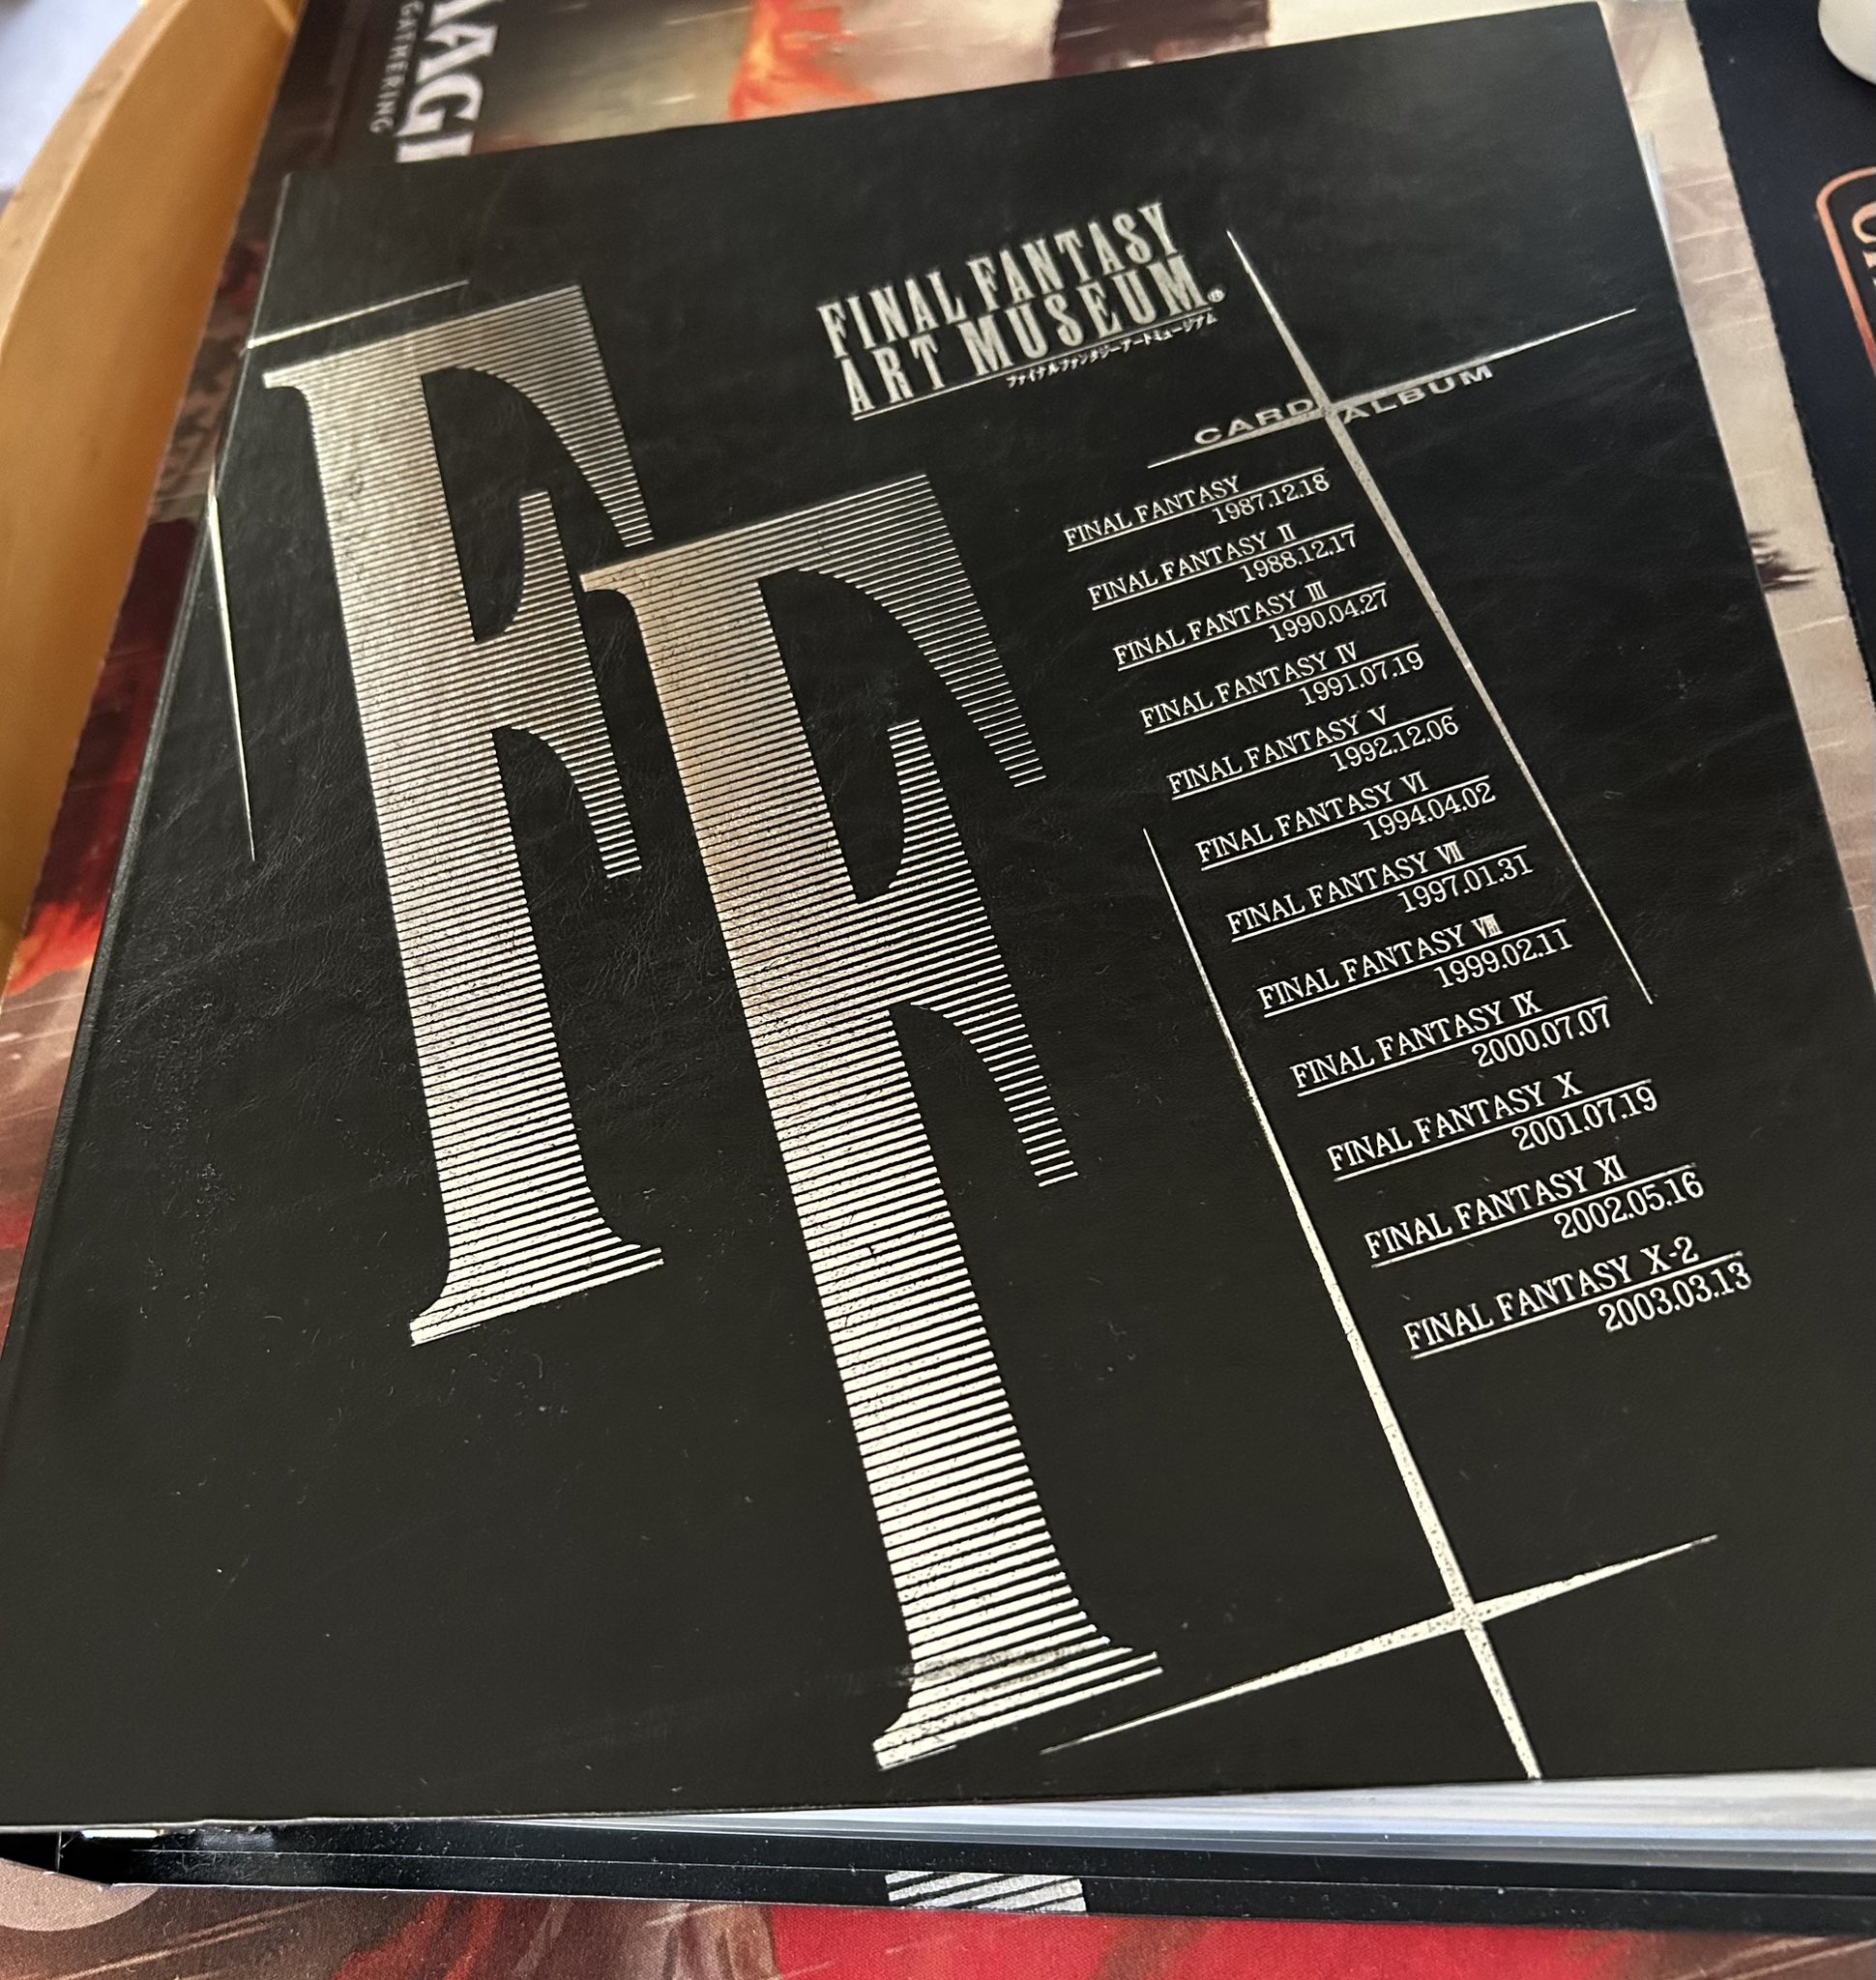 MAGI
GATHERING
FINAL FANTASY
ART MUSEUM®
ファイナルファンタジーアートミュージアム
CARD ALBUM
FINAL FANTASY
1987.12.18
FINAL FANTASY Ⅱ
1988.12.17
FINAL FANTASY Ⅲ
1990.04.27
FINAL FANTASY Ⅳ
1991.07.19
FINAL FANTASY Ⅴ
1992.12.06
FINAL FANTASY Ⅵ
1994.04.02
FINAL FANTASY Ⅶ
1997.01.31
FINAL FANTASY Ⅷ
1999.02.11
FINAL FANTASY Ⅸ
2000.07.07
FINAL FANTASY Ⅹ
2001.07.19
FINAL FANTASY Ⅺ
2002.05.16
FINAL FANTASY Ⅹ-2
2003.03.13
FF